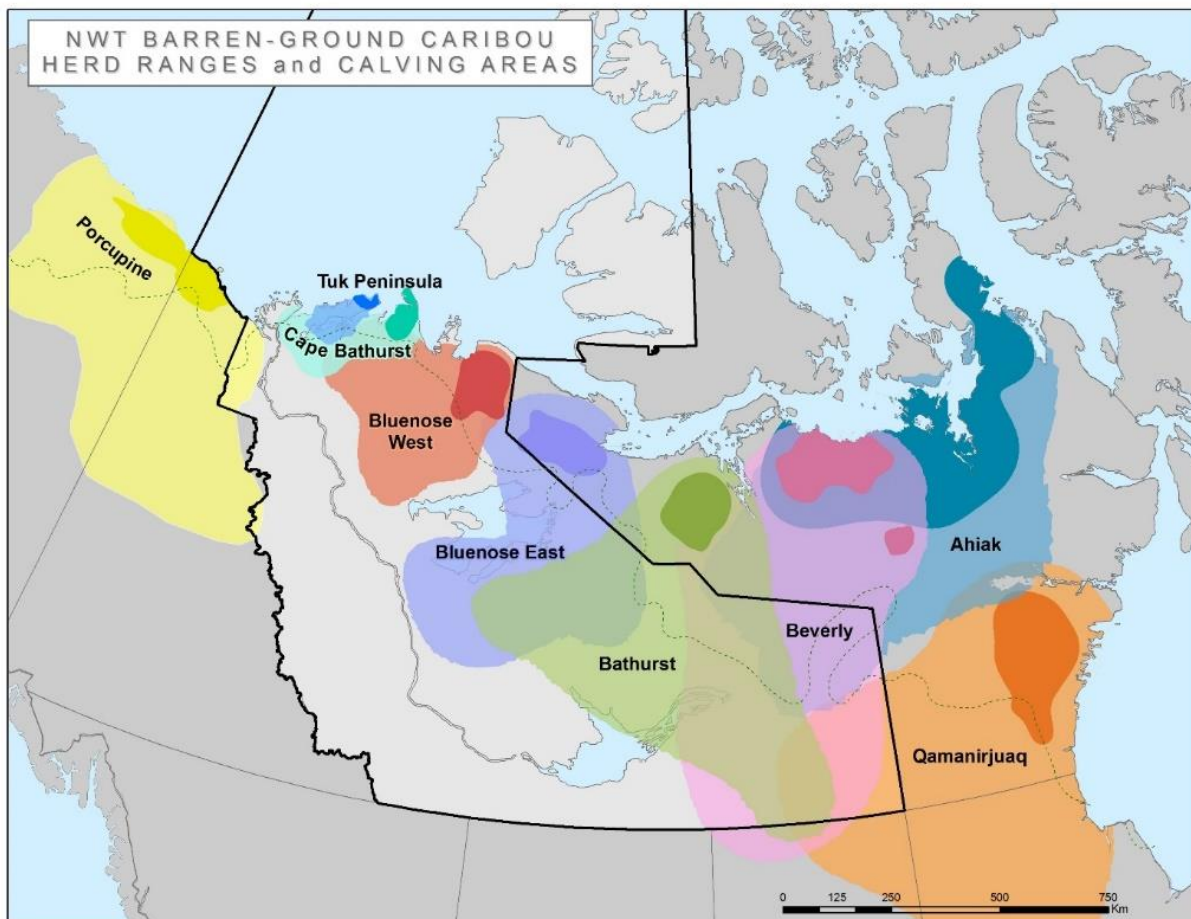 NWT BARREN-GROUND CARIBOU
HERD RANGES and CALVING AREAS
Porcupine
Tuk Peninsula
Cape Bathurst
Bluenose
West
Bluenose East
Ahiak
Beverly
Bathurst
Qamanirjuaq
0 125 250 500 750
Km